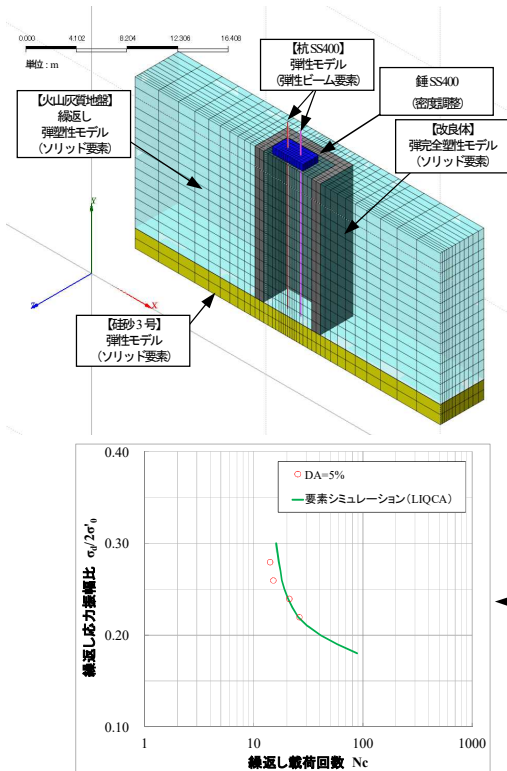 0.000 4.102 8.204 12.306 16.408
単位 : m
【杭SS400】
弾性モデル
(弾性ビーム要素)
錘SS400
(密度調整)
【火山灰質地盤】
繰返し
弾塑性モデル
(ソリッド要素)
【改良体】
弾完全塑性モデル
(ソリッド要素)
y
z
x
【硅砂3号】
弾性モデル
(ソリッド要素)
0.40
0.30
0.20
0.10
繰返し応力振幅比 σd/2σ'0
DA=5%
要素シミュレーション(LIQCA)
1 10 100 1000
繰返し載荷回数 Nc